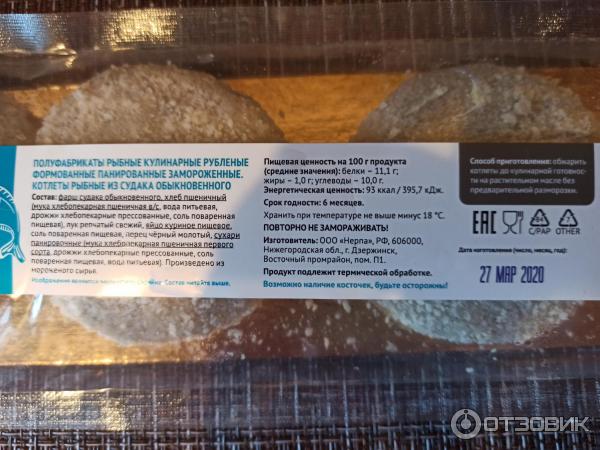 ПОЛУФАБРИКАТЫ РЫБНЫЕ КУЛИНАРНЫЕ РУБЛЕНЫЕ
ФОРМОВАННЫЕ ПАНИРОВАННЫЕ ЗАМОРОЖЕННЫЕ.
КОТЛЕТЫ РЫБНЫЕ ИЗ СУДАКА ОБЫКНОВЕННОГО
Состав: фарш судака обыкновенного, хлеб пшеничный
(мука хлебопекарная пшеничная в/с, вода питьевая,
дрожжи хлебопекарные прессованные, соль поваренная
пищевая), лук репчатый свежий, яйцо куриное пищевое,
соль поваренная пищевая, перец чёрный молотый, сухари
панировочные (мука хлебопекарная пшеничная первого
сорта, дрожжи хлебопекарные прессованные, соль
поваренная пищевая, вода питьевая). Произведено из
мороженого сырья.
Изображение является Состав читайте выше.
Пищевая ценность на 100 г продукта
(средние значения): белки – 11,1 г;
жиры – 1,0 г; углеводы – 10,0 г.
Энергетическая ценность – 93 ккал / 395,7 кДж.
Срок годности: 6 месяцев.
Хранить при температуре не выше минус 18 °С.
ПОВТОРНО НЕ ЗАМОРАЖИВАТЬ!
Изготовитель: ООО «Нерпа», РФ, 606000,
Нижегородская обл., г. Дзержинск,
Восточный промрайон, пом. П1.
Продукт подлежит термической обработке.
Возможно наличие косточек, будьте осторожны!
Способ приготовления: обжарить
котлеты до кулинарной готовнос-
ти на растительном масле без
предварительной разморозки.
EAC
C/PAP OTHER
Дата изготовления (число, месяц, год):
27 МАР 2020
ОТЗОВИК